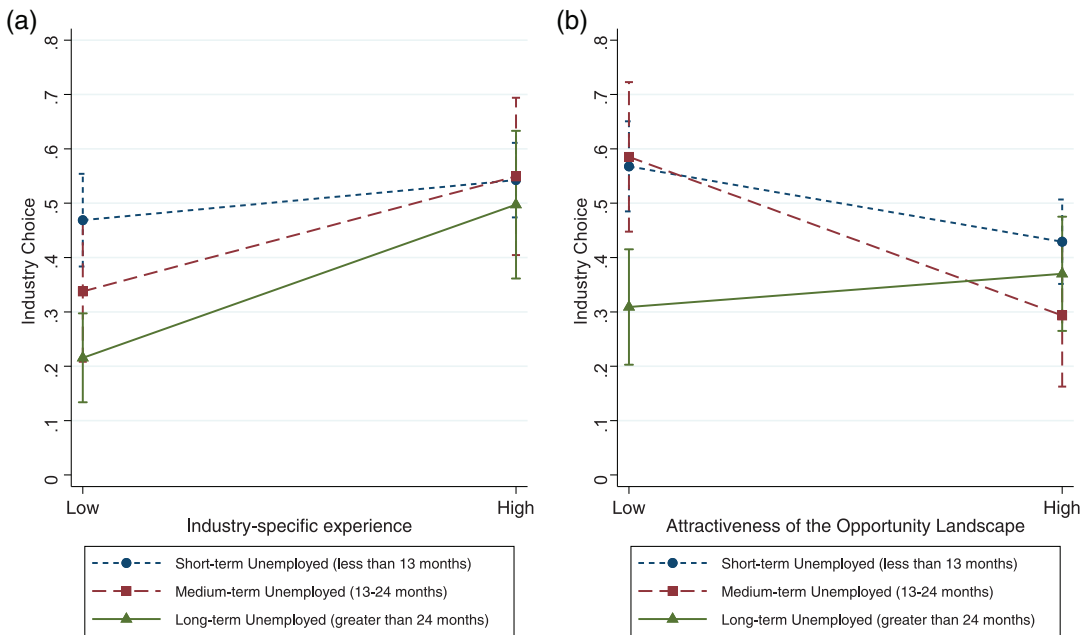 (a)
Industry Choice
.8
.7
.6
.5
.4
.3
.2
.1
0
Low
High
Industry-specific experience
Short-term Unemployed (less than 13 months)
Medium-term Unemployed (13-24 months)
Long-term Unemployed (greater than 24 months)
(b)
Industry Choice
.8
.7
.6
.5
.4
.3
.2
.1
0
Low
High
Attractiveness of the Opportunity Landscape
Short-term Unemployed (less than 13 months)
Medium-term Unemployed (13-24 months)
Long-term Unemployed (greater than 24 months)